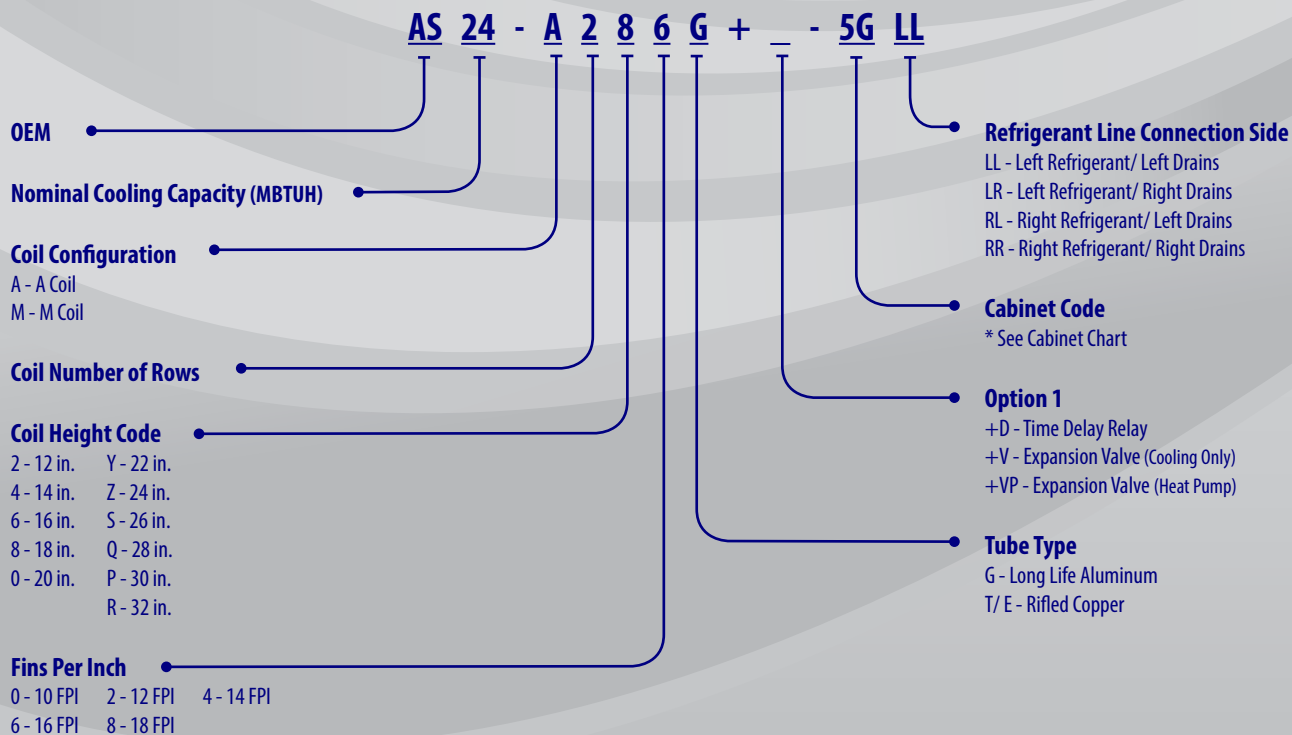 AS 24 - A 2 8 6 G + _ - 5G LL
OEM
Nominal Cooling Capacity (MBTUH)
Coil Configuration
A - A Coil
M - M Coil
Coil Number of Rows
Coil Height Code
2 - 12 in. Y - 22 in.
4 - 14 in. Z - 24 in.
6 - 16 in. S - 26 in.
8 - 18 in. Q - 28 in.
0 - 20 in. P - 30 in.
R - 32 in.
Fins Per Inch
0 - 10 FPI 2 - 12 FPI 4 - 14 FPI
6 - 16 FPI 8 - 18 FPI
Refrigerant Line Connection Side
LL - Left Refrigerant/ Left Drains
LR - Left Refrigerant/ Right Drains
RL - Right Refrigerant/ Left Drains
RR - Right Refrigerant/ Right Drains
Cabinet Code
* See Cabinet Chart
Option 1
+D - Time Delay Relay
+V - Expansion Valve (Cooling Only)
+VP - Expansion Valve (Heat Pump)
Tube Type
G - Long Life Aluminum
T/ E - Rifled Copper